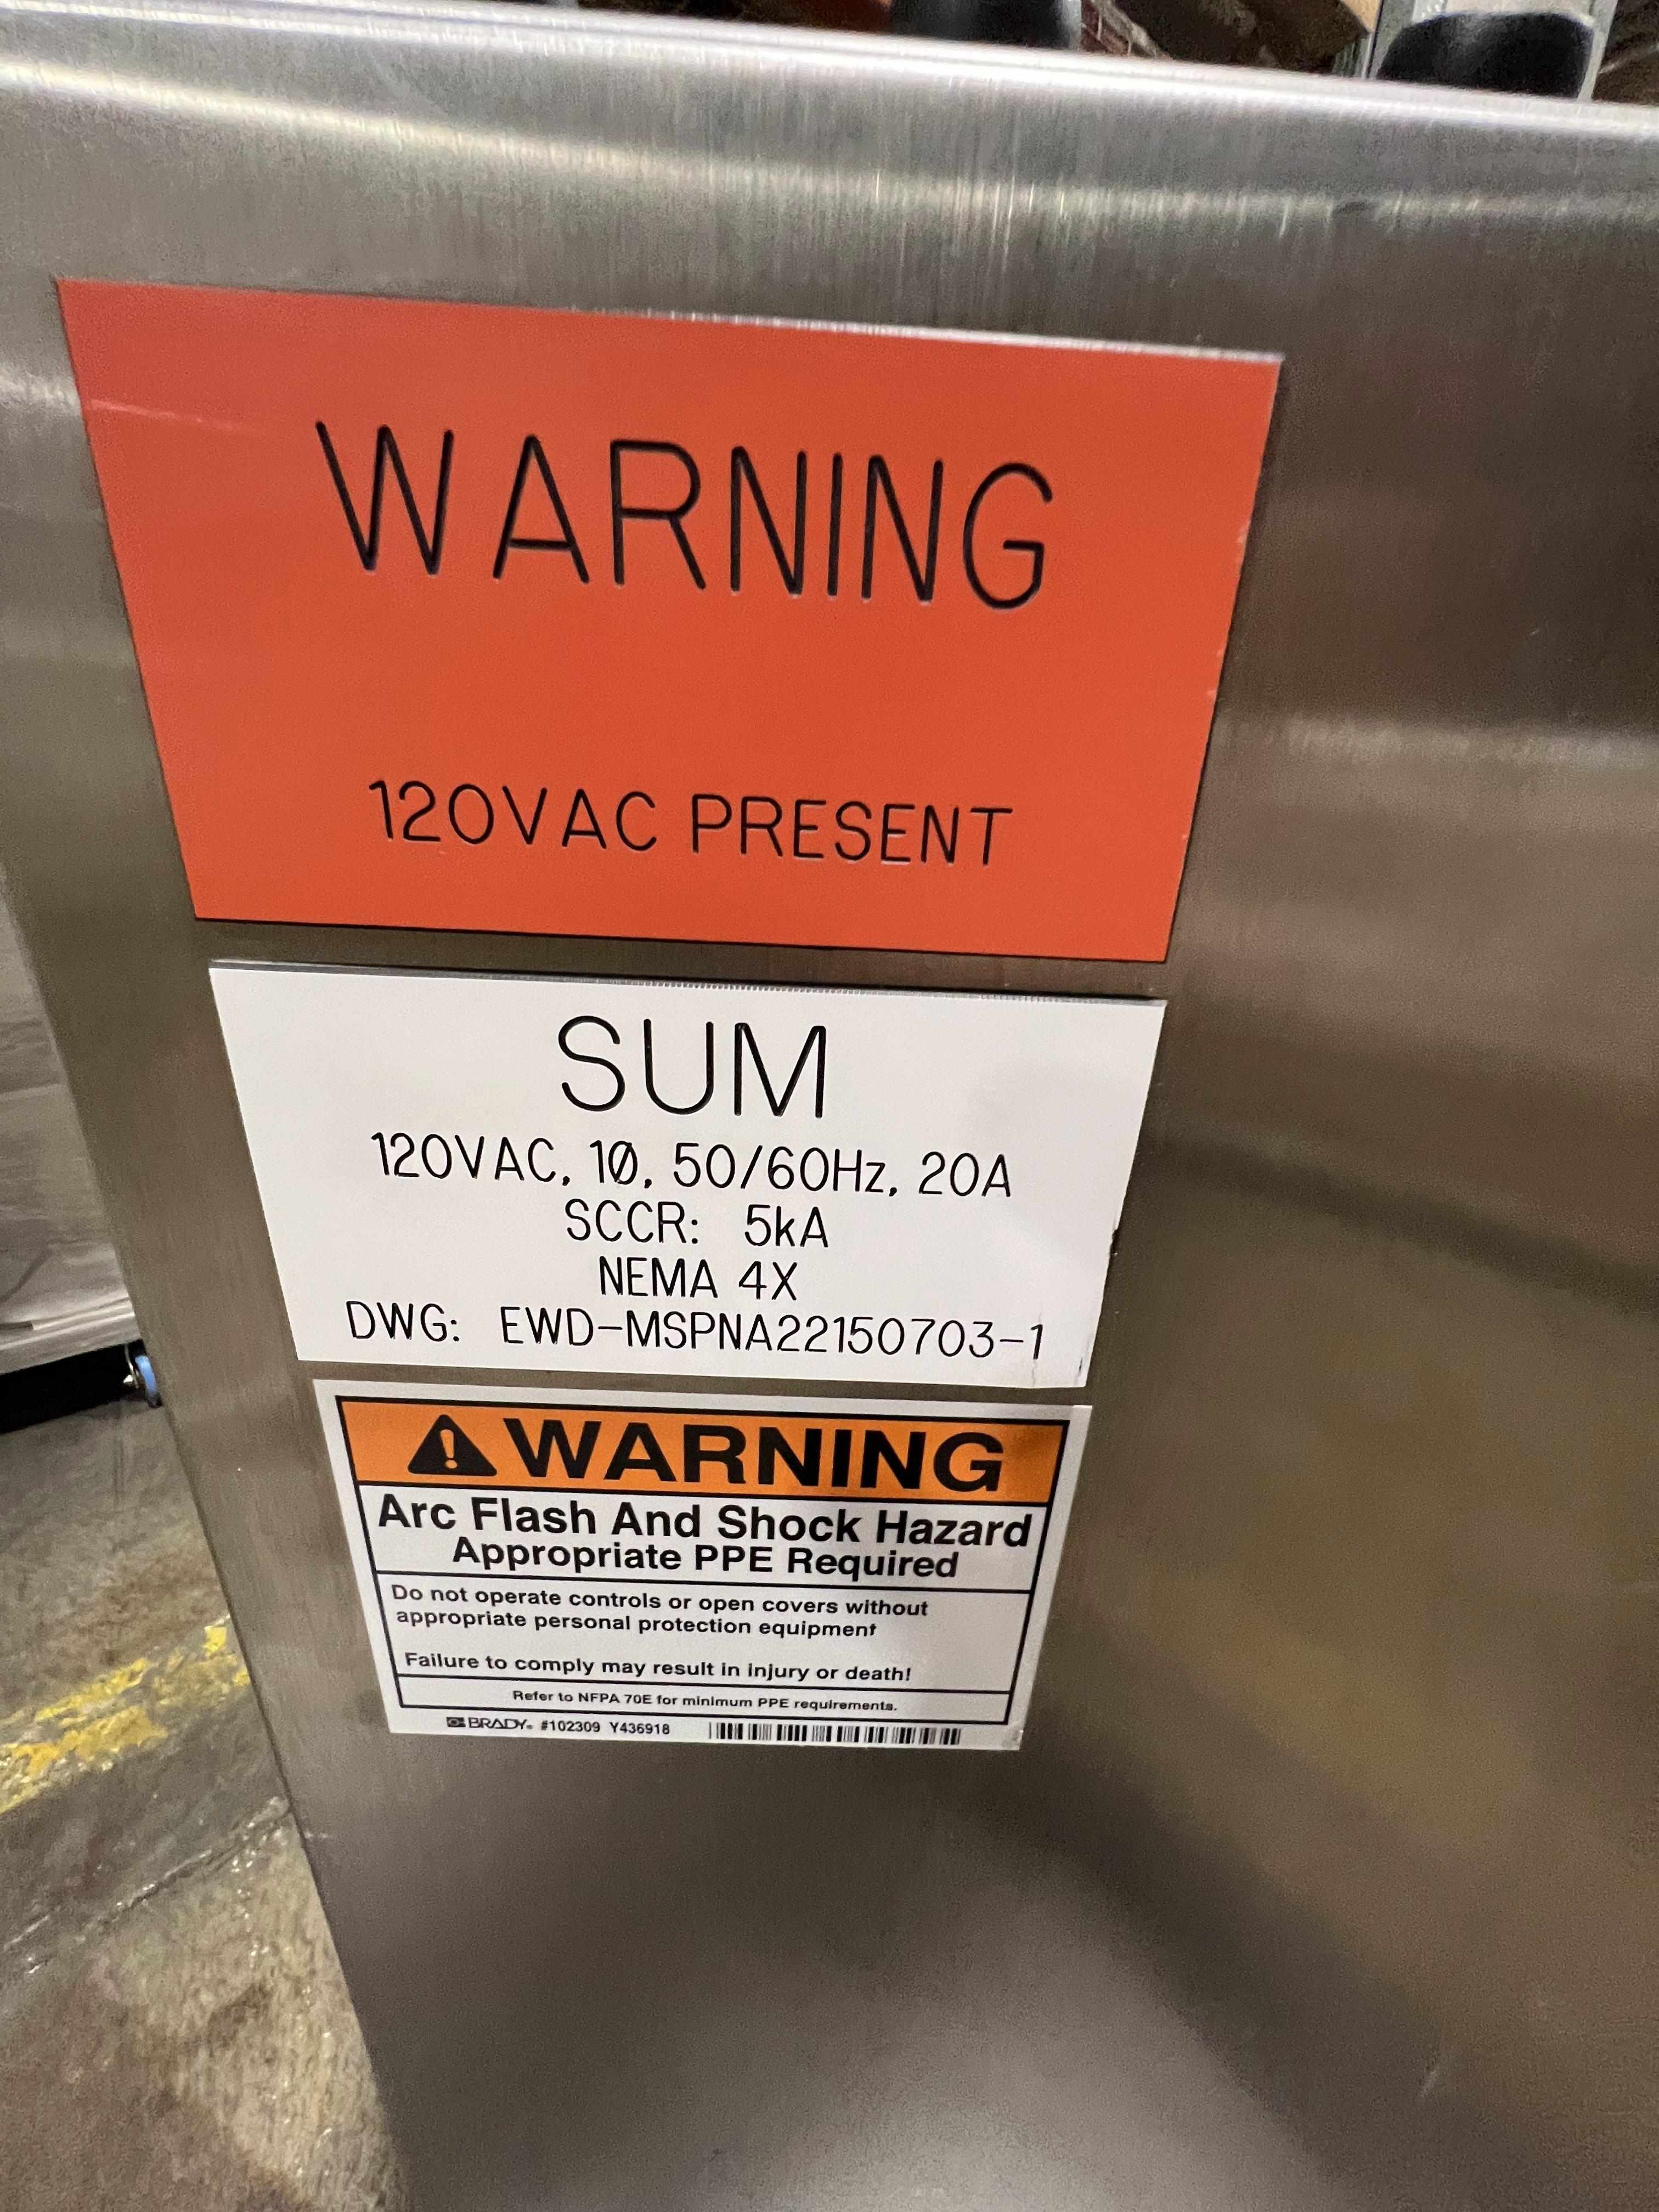 WARNING
120VAC PRESENT
SUM
120VAC, 1Ø, 50/60Hz, 20A
SCCR: 5kA
NEMA 4X
DWG: EWD-MSPNA22150703-1
WARNING
Arc Flash And Shock Hazard
Appropriate PPE Required
Do not operate controls or open covers without
appropriate personal protection equipment
Failure to comply may result in injury or death!
Refer to NFPA 70E for minimum PPE requirements.
BRADY® #102309 Y436918